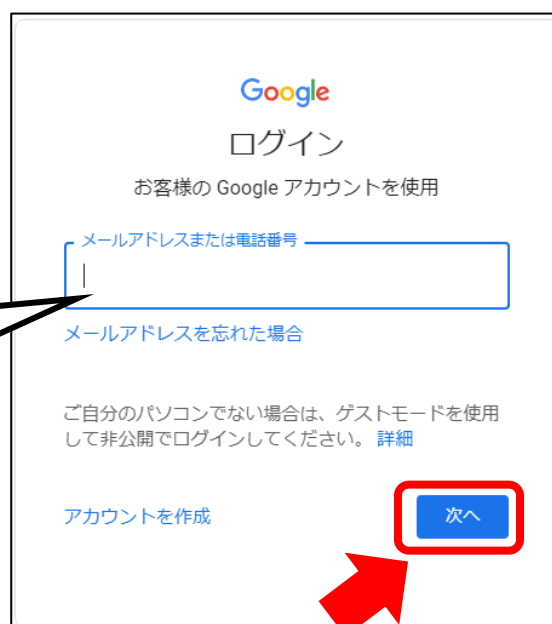 Google
ログイン
お客様の Google アカウントを使用
メールアドレスまたは電話番号
メールアドレスを忘れた場合
ご自分のパソコンでない場合は、ゲストモードを使用
して非公開でログインしてください。 詳細
アカウントを作成
次へ